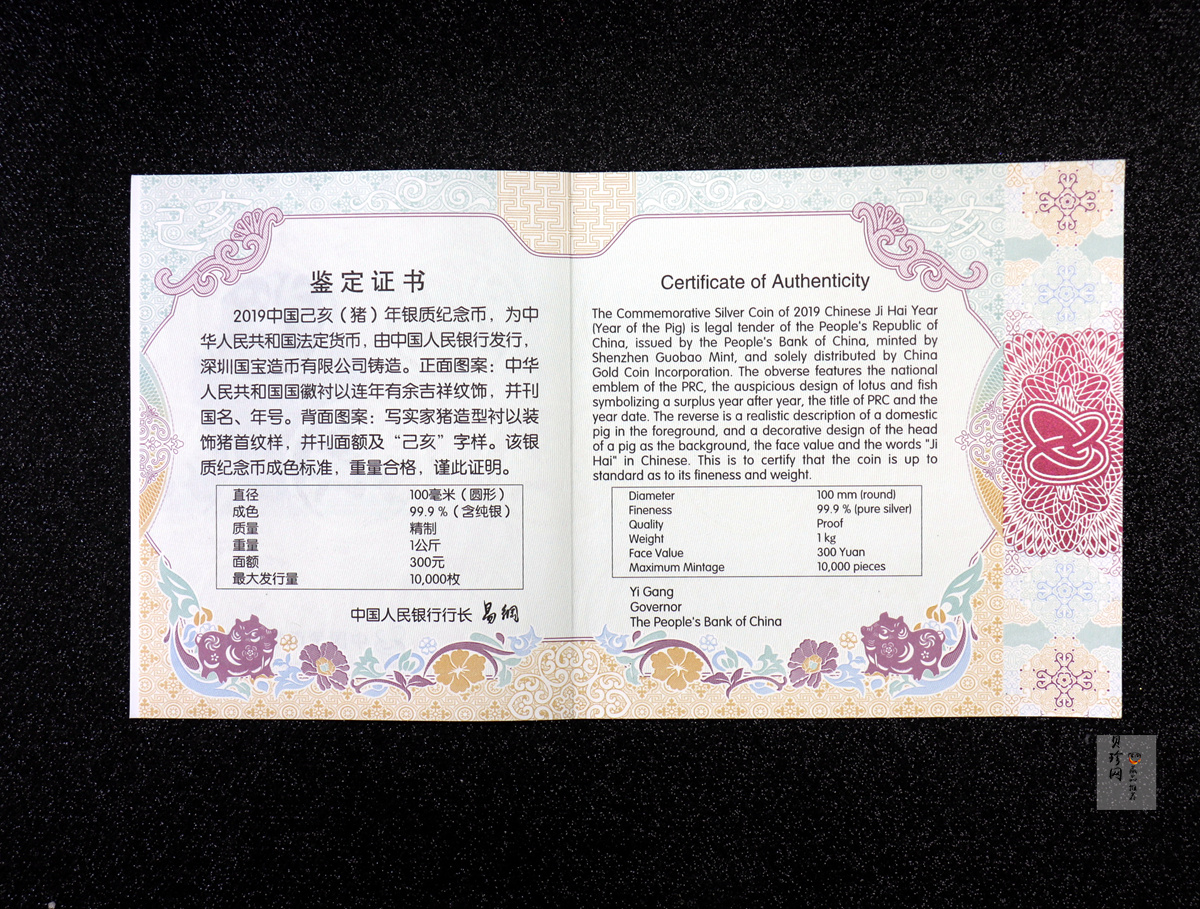 己亥
鉴定证书
2019中国己亥（猪）年银质纪念币，为中
华人民共和国法定货币，由中国人民银行发行，
深圳国宝造币有限公司铸造。正面图案：中华
人民共和国国徽衬以连年有余吉祥纹饰，并刊
国名、年号。背面图案：写实家猪造型衬以装
饰猪首纹样，并刊面额及“己亥”字样。该银
质纪念币成色标准，重量合格，谨此证明。
直径 100毫米（圆形）
成色 99.9 %（含纯银）
质量 精制
重量 1公斤
面额 300元
最大发行量 10,000枚
中国人民银行行长 易纲
己亥
Certificate of Authenticity
The Commemorative Silver Coin of 2019 Chinese Ji Hai Year
(Year of the Pig) is legal tender of the People's Republic of
China, issued by the People's Bank of China, minted by
Shenzhen Guobao Mint, and solely distributed by China
Gold Coin Incorporation. The obverse features the national
emblem of the PRC, the auspicious design of lotus and fish
symbolizing a surplus year after year, the title of PRC and the
year date. The reverse is a realistic description of a domestic
pig in the foreground, and a decorative design of the head
of a pig as the background, the face value and the words "Ji
Hai" in Chinese. This is to certify that the coin is up to
standard as to its fineness and weight.
Diameter 100 mm (round)
Fineness 99.9 % (pure silver)
Quality Proof
Weight 1 kg
Face Value 300 Yuan
Maximum Mintage 10,000 pieces
Yi Gang
Governor
The People's Bank of China